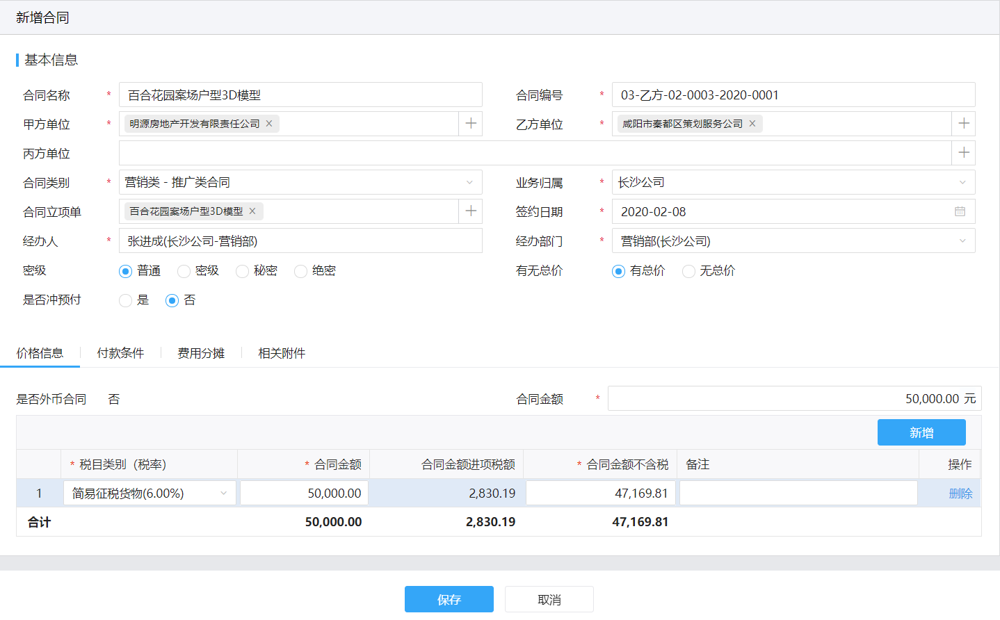 新增合同
基本信息
合同名称 * 百合花园案场户型3D模型 合同编号 * 03-乙方-02-0003-2020-0001
甲方单位 * 明源房地产开发有限责任公司 × 乙方单位 * 咸阳市秦都区策划服务公司 ×
丙方单位
合同类别 * 营销类 - 推广类合同 业务归属 * 长沙公司
合同立项单 百合花园案场户型3D模型 × 签约日期 * 2020-02-08
经办人 * 张进成(长沙公司-营销部) 经办部门 * 营销部(长沙公司)
密级 普通 密级 秘密 绝密 有无总价 有总价 无总价
是否冲预付 是 否
价格信息 付款条件 费用分摊 相关附件
是否外币合同 否 合同金额 * 50,000.00 元
新增
* 税目类别（税率） * 合同金额 合同金额进项税额 * 合同金额不含税 备注 操作
1 简易征税货物(6.00%) 50,000.00 2,830.19 47,169.81 删除
合计 50,000.00 2,830.19 47,169.81
保存 取消